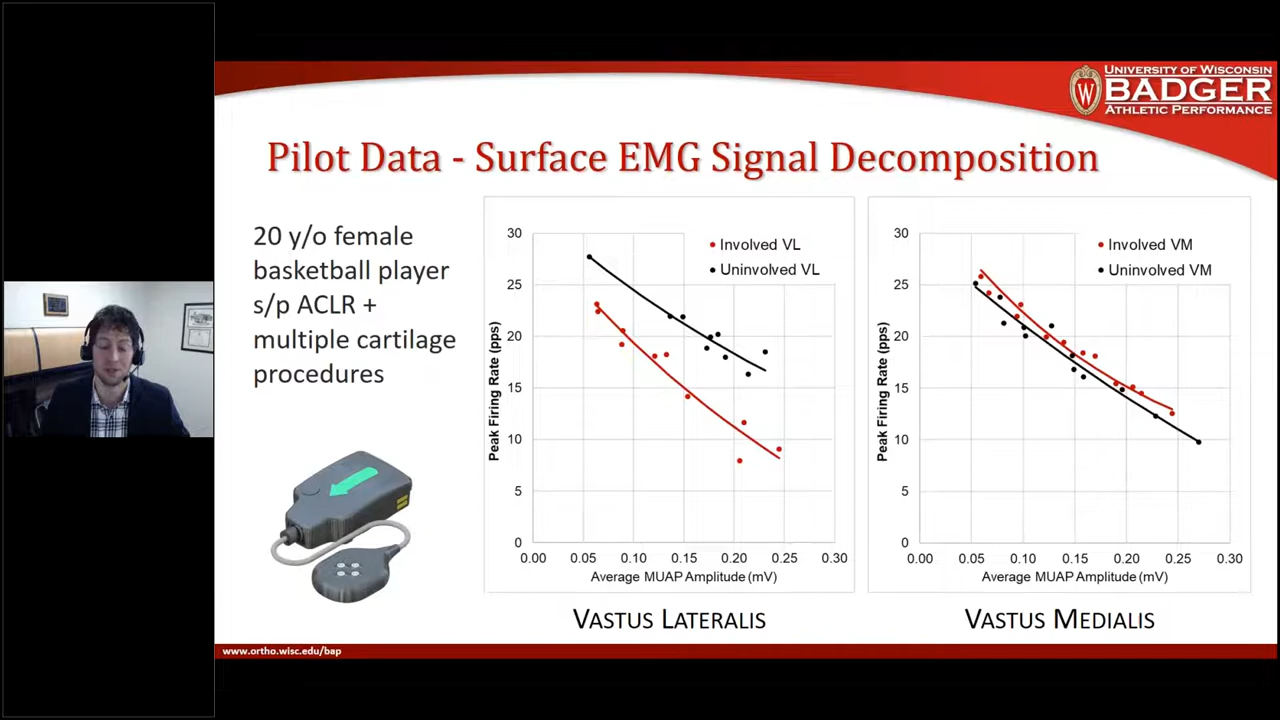 UNIVERSITY OF WISCONSIN
BADGER
ATHLETIC PERFORMANCE
W
Pilot Data - Surface EMG Signal Decomposition
20 y/o female
basketball player
s/p ACLR +
multiple cartilage
procedures
Involved VL
Uninvolved VL
Peak Firing Rate (pps)
30
25
20
15
10
5
0
0.00 0.05 0.10 0.15 0.20 0.25 0.30
Average MUAP Amplitude (mV)
VASTUS LATERALIS
Involved VM
Uninvolved VM
Peak Firing Rate (pps)
30
25
20
15
10
5
0
0.00 0.05 0.10 0.15 0.20 0.25 0.30
Average MUAP Amplitude (mV)
VASTUS MEDIALIS
www.ortho.wisc.edu/bap